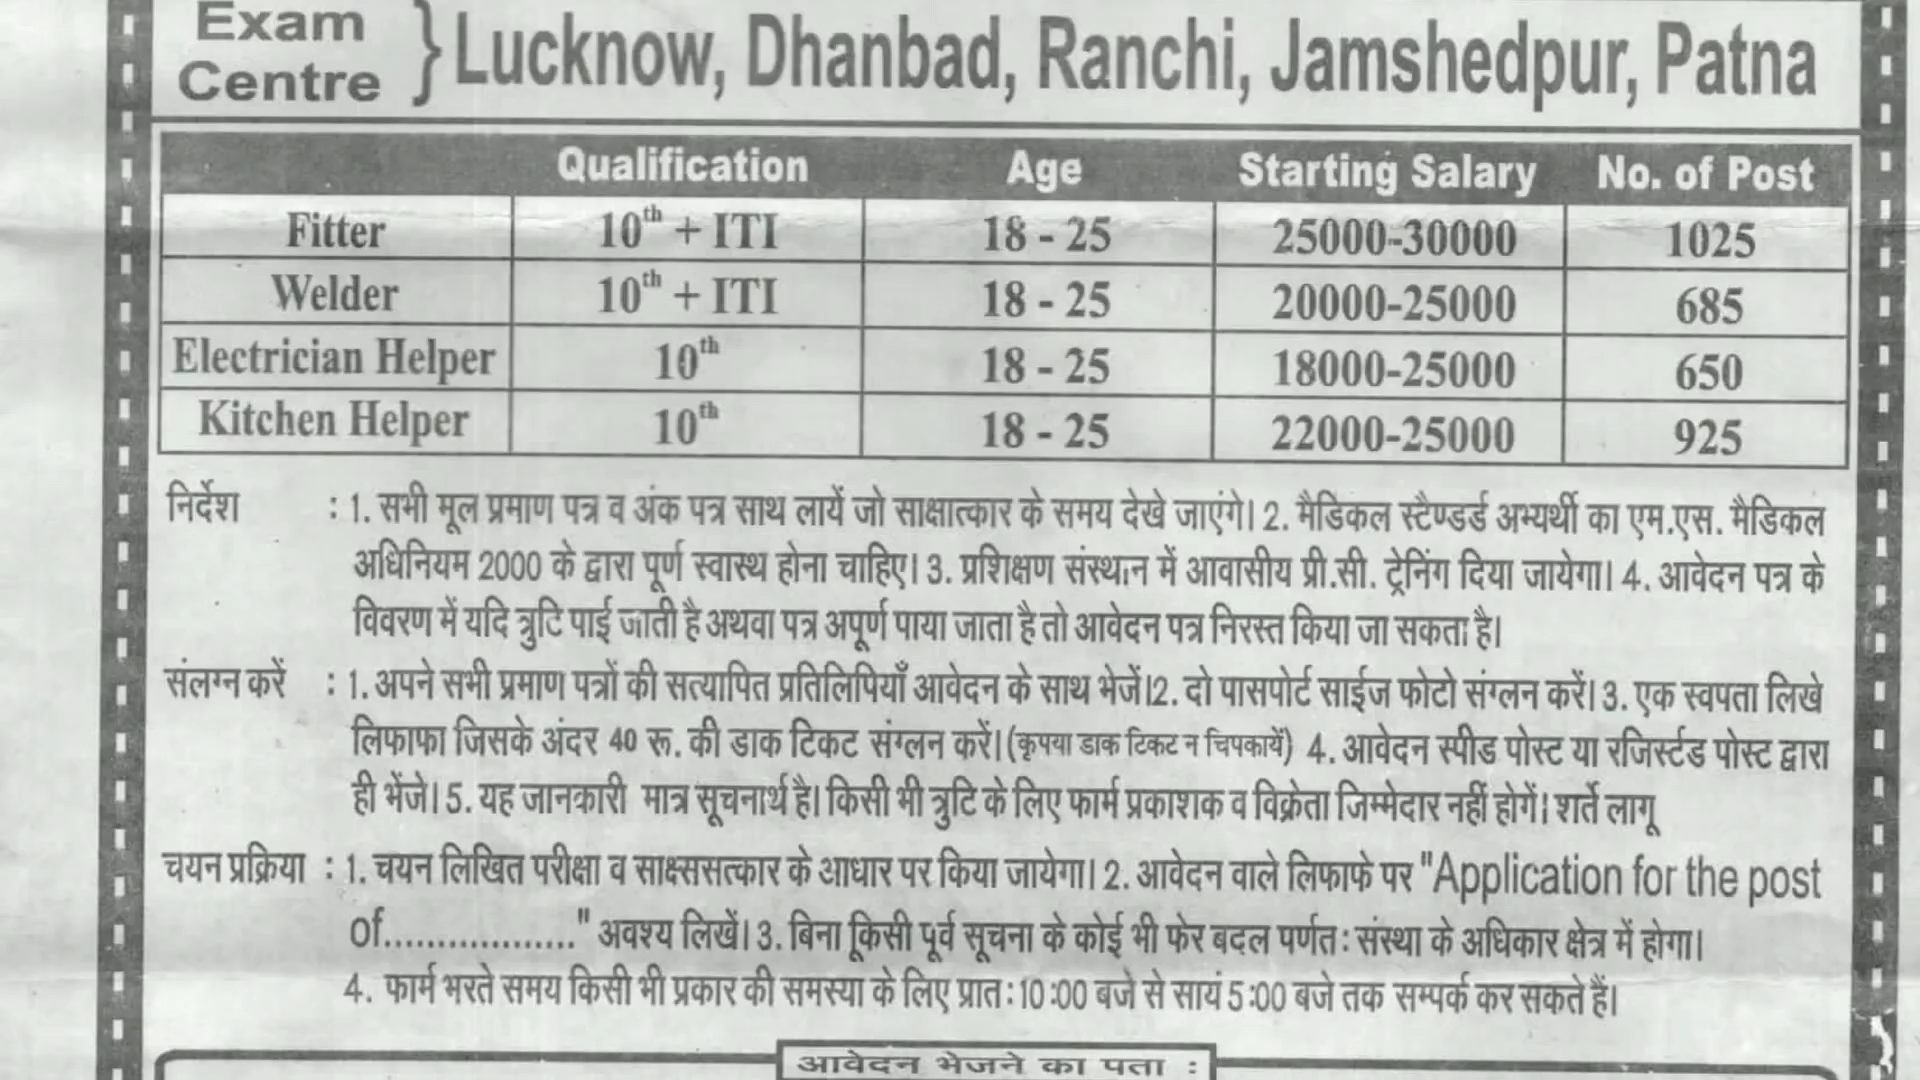 Exam Centre } Lucknow, Dhanbad, Ranchi, Jamshedpur, Patna
Qualification Age Starting Salary No. of Post
Fitter 10th + ITI 18 - 25 25000-30000 1025
Welder 10th + ITI 18 - 25 20000-25000 685
Electrician Helper 10th 18 - 25 18000-25000 650
Kitchen Helper 10th 18 - 25 22000-25000 925
निर्देश : 1. सभी मूल प्रमाण पत्र व अंक पत्र साथ लायें जो साक्षात्कार के समय देखे जाएंगे। 2. मैडिकल स्टैण्डर्ड अभ्यर्थी का एम.एस. मैडिकल
अधिनियम 2000 के द्वारा पूर्ण स्वास्थ होना चाहिए। 3. प्रशिक्षण संस्थान में आवासीय प्री.सी. ट्रेनिंग दिया जायेगा। 4. आवेदन पत्र के
विवरण में यदि त्रुटि पाई जाती है अथवा पत्र अपूर्ण पाया जाता है तो आवेदन पत्र निरस्त किया जा सकता है।
संलग्न करें : 1. अपने सभी प्रमाण पत्रों की सत्यापित प्रतिलिपियाँ आवेदन के साथ भेजें।2. दो पासपोर्ट साईज फोटो संग्लन करें। 3. एक स्वपता लिखे
लिफाफा जिसके अंदर 40 रू. की डाक टिकट संग्लन करें। (कृपया डाक टिकट न चिपकायें) 4. आवेदन स्पीड पोस्ट या रजिर्स्टड पोस्ट द्वारा
ही भेंजे। 5. यह जानकारी मात्र सूचनार्थ है। किसी भी त्रुटि के लिए फार्म प्रकाशक व विक्रेता जिम्मेदार नहीं होगें। शर्ते लागू
चयन प्रक्रिया : 1. चयन लिखित परीक्षा व साक्ष्ससत्कार के आधार पर किया जायेगा। 2. आवेदन वाले लिफाफे पर "Application for the post
of.................." अवश्य लिखें। 3. बिना किसी पूर्व सूचना के कोई भी फेर बदल पर्णत: संस्था के अधिकार क्षेत्र में होगा।
4. फार्म भरते समय किसी भी प्रकार की समस्या के लिए प्रात: 10:00 बजे से सायं 5:00 बजे तक सम्पर्क कर सकते हैं।
आवेदन भेजने का पता :